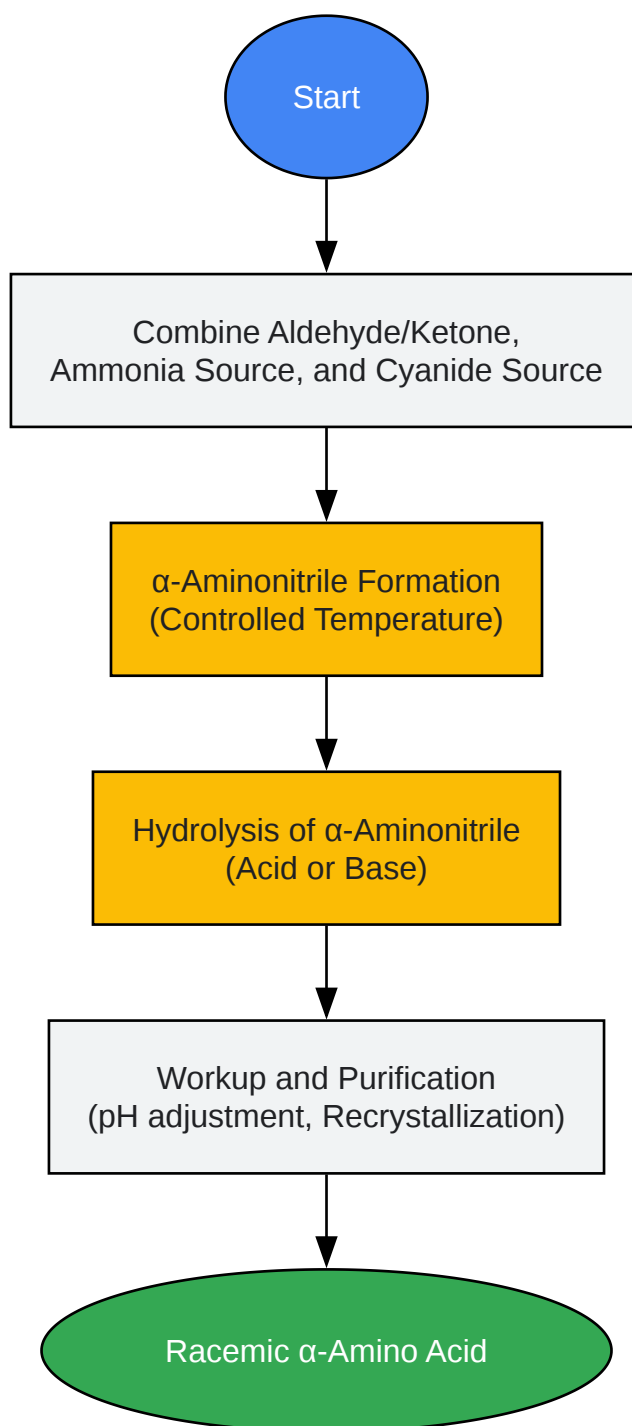 Start
Combine Aldehyde/Ketone,
Ammonia Source, and Cyanide Source
α-Aminonitrile Formation
(Controlled Temperature)
Hydrolysis of α-Aminonitrile
(Acid or Base)
Workup and Purification
(pH adjustment, Recrystallization)
Racemic α-Amino Acid